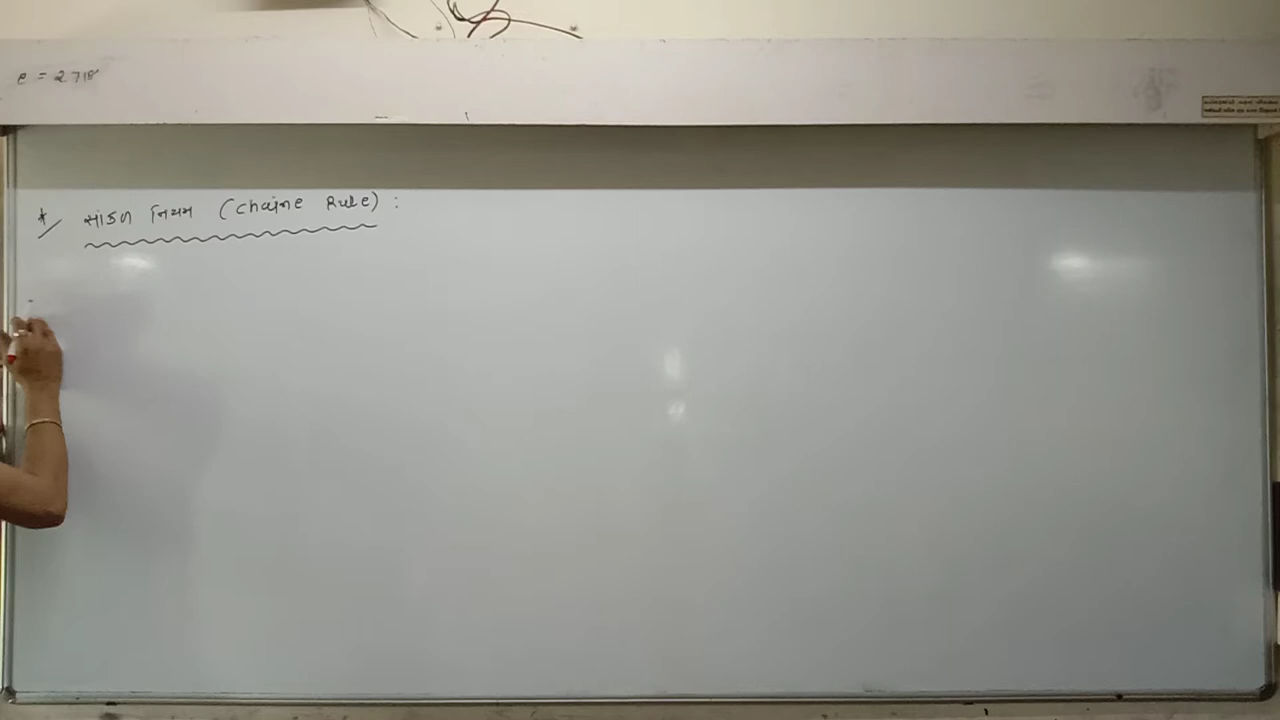 e = 2.718
* સાંકળ નિયમ (Chaine Rule) :